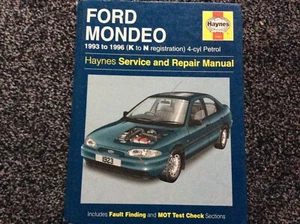 FORD
MONDEO
Haynes
1993 to 1996 (K to N registration) 4-cyl Petrol
Haynes Service and Repair Manual
1923
Includes Fault Finding and MOT Test Check Sections